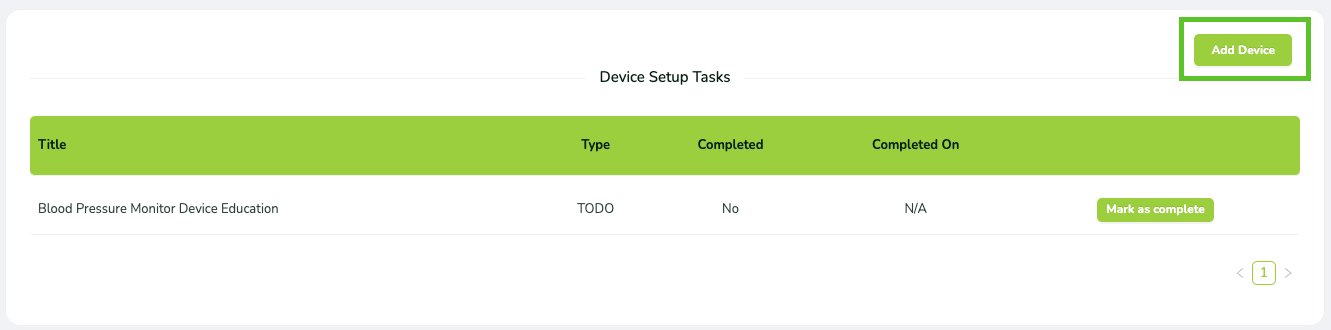 Add Device
Device Setup Tasks
Title Type Completed Completed On
Blood Pressure Monitor Device Education TODO No N/A Mark as complete
< 1 >